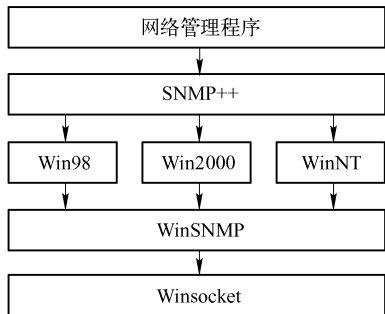 网络管理程序
SNMP++
Win98 Win2000 WinNT
WinSNMP
Winsocket